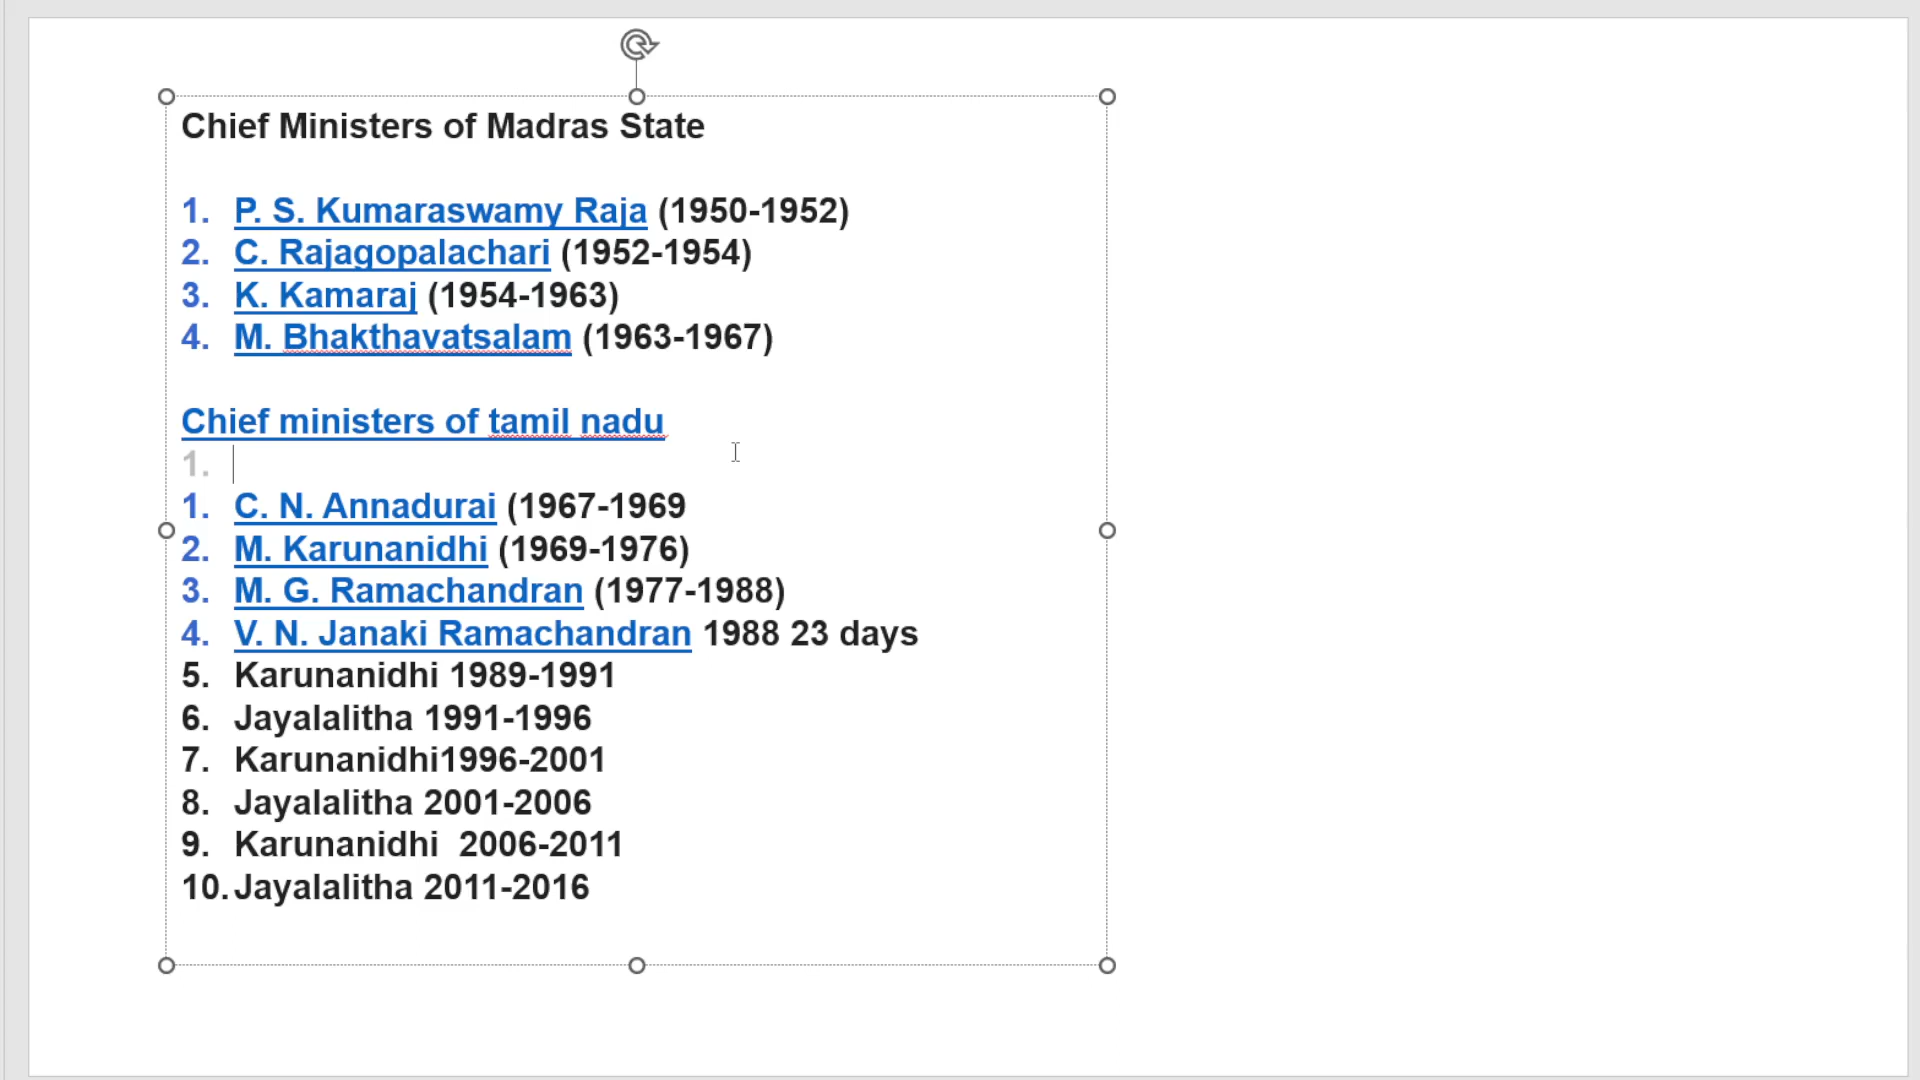 Chief Ministers of Madras State
1. P. S. Kumaraswamy Raja (1950-1952)
2. C. Rajagopalachari (1952-1954)
3. K. Kamaraj (1954-1963)
4. M. Bhakthavatsalam (1963-1967)
Chief ministers of tamil nadu
1.
1. C. N. Annadurai (1967-1969
2. M. Karunanidhi (1969-1976)
3. M. G. Ramachandran (1977-1988)
4. V. N. Janaki Ramachandran 1988 23 days
5. Karunanidhi 1989-1991
6. Jayalalitha 1991-1996
7. Karunanidhi1996-2001
8. Jayalalitha 2001-2006
9. Karunanidhi  2006-2011
10. Jayalalitha 2011-2016